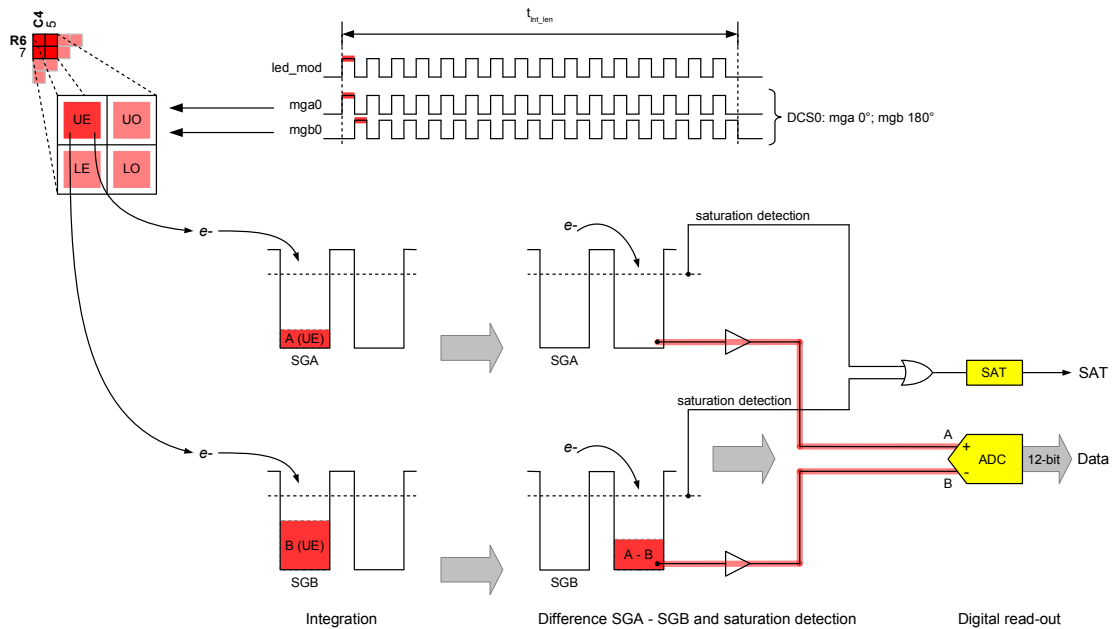 C4
5
R6
7
t Int_len
led_mod
mga0
mgb0
DCS0: mga 0°; mgb 180°
UE
UO
LE
LO
e-
e-
saturation detection
A (UE)
SGA
SGA
saturation detection
SAT
SAT
e-
e-
A
+
ADC
12-bit
Data
-
B
B (UE)
A - B
SGB
SGB
Integration
Difference SGA - SGB and saturation detection
Digital read-out